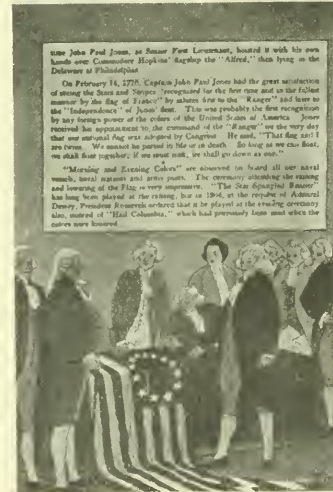 time John Paul Jones, as Senior First Lieutenant, hoisted it with his own
hands over Commodore Hopkins' flagship the "Alfred," then lying in the
Delaware at Philadelphia
On February 14, 1778, Captain John Paul Jones had the great satisfaction
of seeing the Stars and Stripes "recognized for the first time and in the fullest
manner by the flag of France" by salutes first to the "Ranger" and later to
the "Independence" of Jones' fleet. This was probably the first recognition
by any foreign power of the colors of the United States of America. Jones
received his appointment to the command of the "Ranger" on the very day
that our national flag was adopted by Congress. He said, "That flag and I
are twins. We cannot be parted in life or in death. So long as we can float,
we shall float together; if we must sink, we shall go down as one."
"Morning and Evening Colors" are observed on board all our naval
vessels, naval stations and army posts. The ceremony attending the raising
and lowering of the Flag is very impressive. "The Star Spangled Banner"
has long been played at the raising, but in 1904, at the request of Admiral
Dewey, President Roosevelt ordered that it be played at the evening ceremony
also, instead of "Hail Columbia," which had previously been used when the
colors were lowered